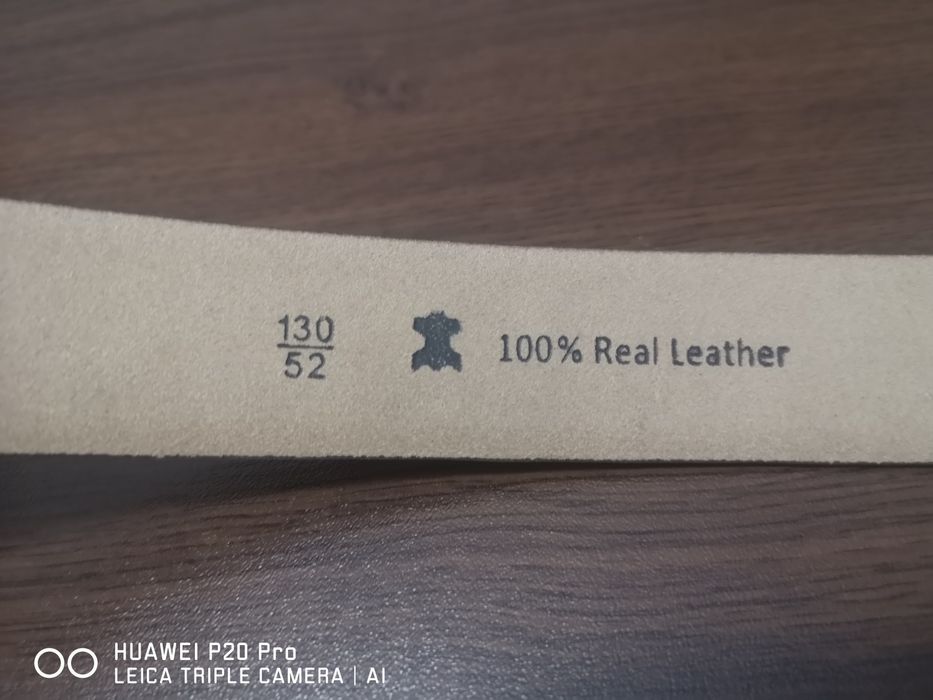 130
52
100% Real Leather
HUAWEI P20 Pro
LEICA TRIPLE CAMERA | AI